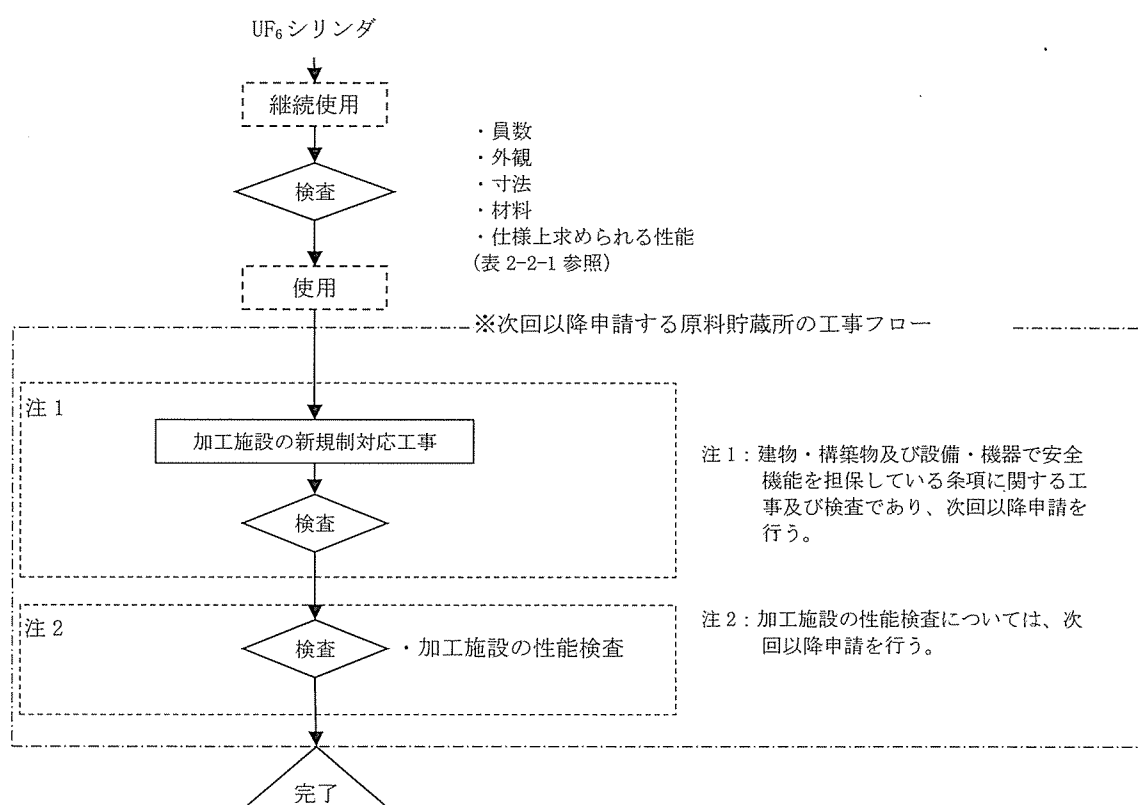 UF₆シリンダ
継続使用
検査
・員数
・外観
・寸法
・材料
・仕様上求められる性能
(表 2-2-1 参照)
使用
※次回以降申請する原料貯蔵所の工事フロー
注 1
加工施設の新規制対応工事
検査
注 1：建物・構築物及び設備・機器で安全
機能を担保している条項に関する工
事及び検査であり、次回以降申請を
行う。
注 2
検査
・加工施設の性能検査
注 2：加工施設の性能検査については、次
回以降申請を行う。
完了